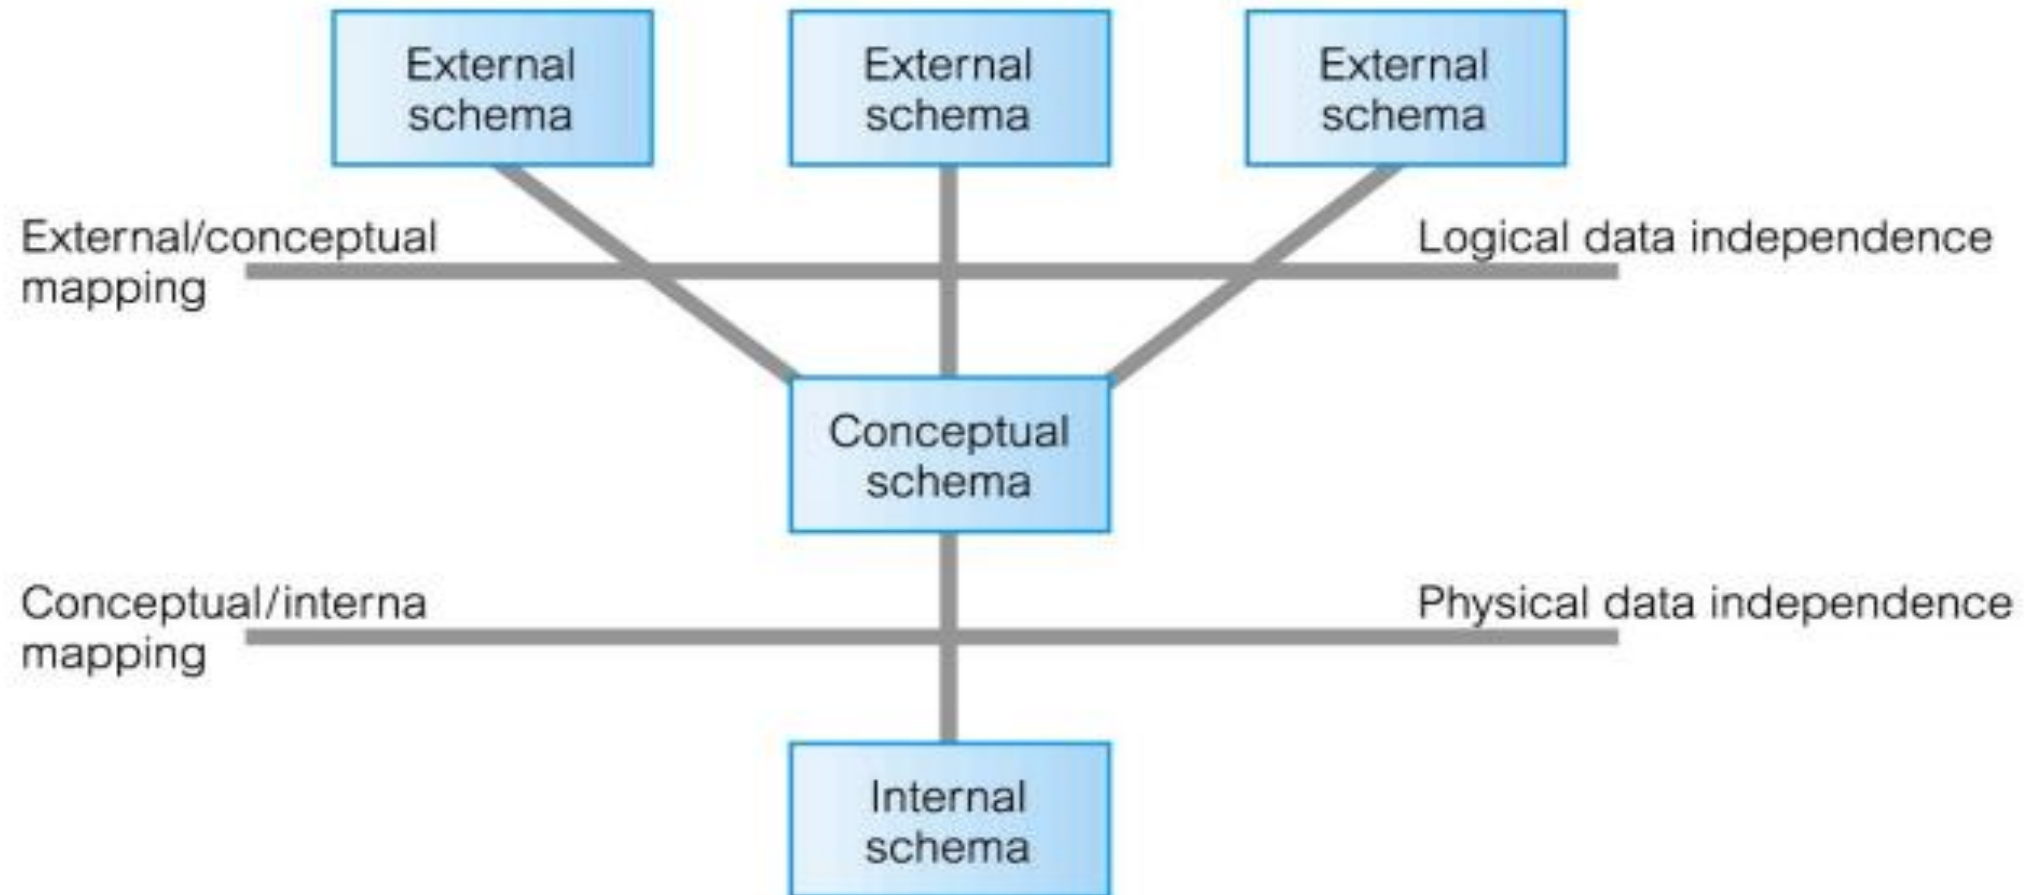 External
schema
External
schema
External
schema
External/conceptual
mapping
Logical data independence
Conceptual
schema
Conceptual/interna
mapping
Physical data independence
Internal
schema